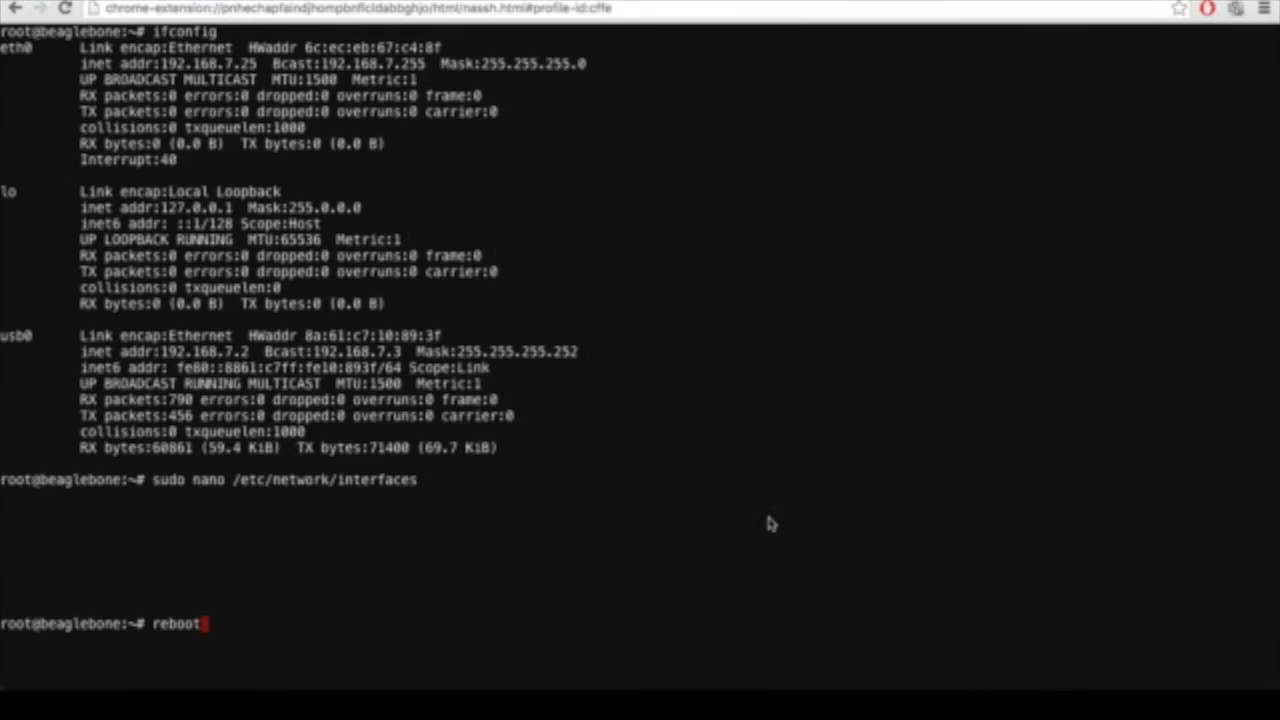 chrome-extension://pnhechapfaindjhompbnflcldabbghjo/html/nassh.html#profile-id:cffe
root@beaglebone:~# ifconfig
eth0 Link encap:Ethernet HWaddr 6c:ec:eb:67:c4:8f
inet addr:192.168.7.25 Bcast:192.168.7.255 Mask:255.255.255.0
UP BROADCAST MULTICAST MTU:1500 Metric:1
RX packets:0 errors:0 dropped:0 overruns:0 frame:0
TX packets:0 errors:0 dropped:0 overruns:0 carrier:0
collisions:0 txqueuelen:1000
RX bytes:0 (0.0 B) TX bytes:0 (0.0 B)
Interrupt:40
lo Link encap:Local Loopback
inet addr:127.0.0.1 Mask:255.0.0.0
inet6 addr: ::1/128 Scope:Host
UP LOOPBACK RUNNING MTU:65536 Metric:1
RX packets:0 errors:0 dropped:0 overruns:0 frame:0
TX packets:0 errors:0 dropped:0 overruns:0 carrier:0
collisions:0 txqueuelen:0
RX bytes:0 (0.0 B) TX bytes:0 (0.0 B)
usb0 Link encap:Ethernet HWaddr 8a:61:c7:10:89:3f
inet addr:192.168.7.2 Bcast:192.168.7.3 Mask:255.255.255.252
inet6 addr: fe80::8861:c7ff:fe10:893f/64 Scope:Link
UP BROADCAST RUNNING MULTICAST MTU:1500 Metric:1
RX packets:790 errors:0 dropped:0 overruns:0 frame:0
TX packets:456 errors:0 dropped:0 overruns:0 carrier:0
collisions:0 txqueuelen:1000
RX bytes:60861 (59.4 KiB) TX bytes:71400 (69.7 KiB)
root@beaglebone:~# sudo nano /etc/network/interfaces
root@beaglebone:~# reboot